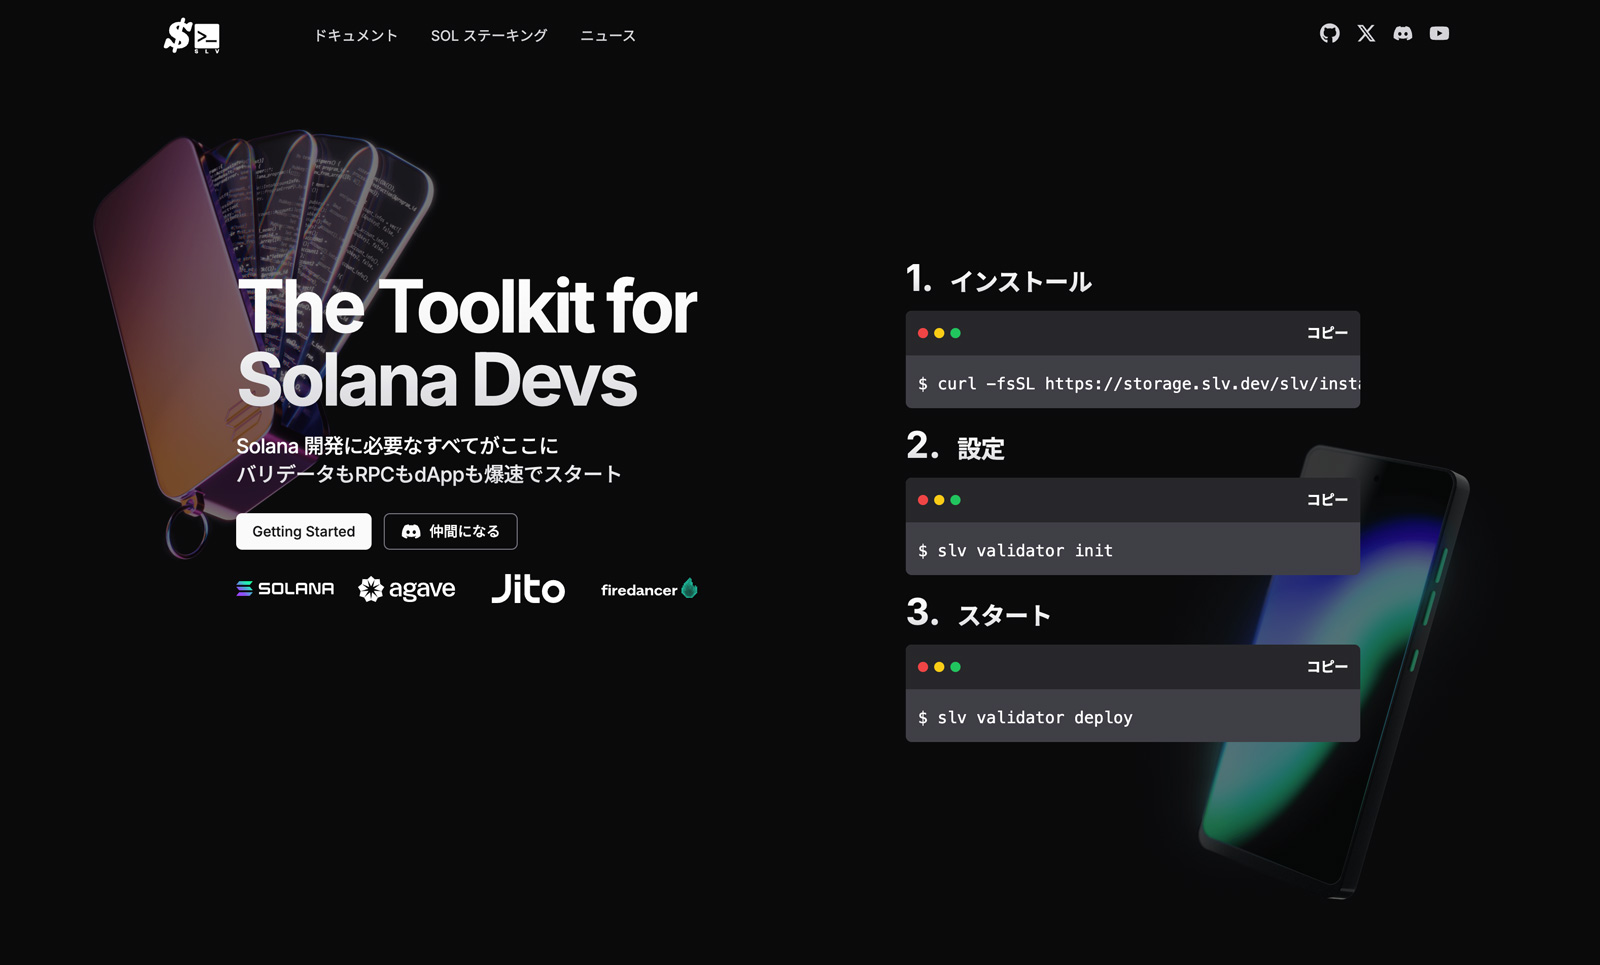 $ >_
SLV
ドキュメント
SOL ステーキング
ニュース
The Toolkit for
Solana Devs
Solana 開発に必要なすべてがここに
バリデータもRPCもdAppも爆速でスタート
Getting Started
仲間になる
SOLANA
agave
Jito
firedancer
1. インストール
コピー
$ curl -fsSL https://storage.slv.dev/slv/insta
2. 設定
コピー
$ slv validator init
3. スタート
コピー
$ slv validator deploy